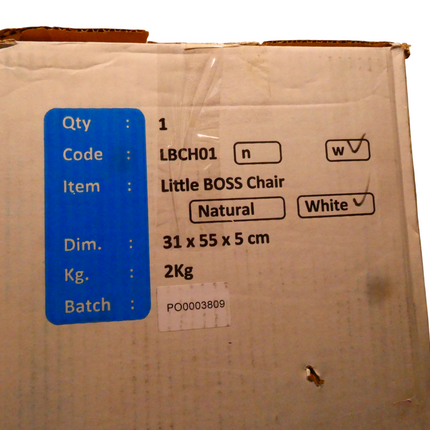 Qty : 1
Code : LBCH01 n w
Item : Little BOSS Chair
Natural White
Dim. : 31 x 55 x 5 cm
Kg. : 2Kg
Batch : PO0003809